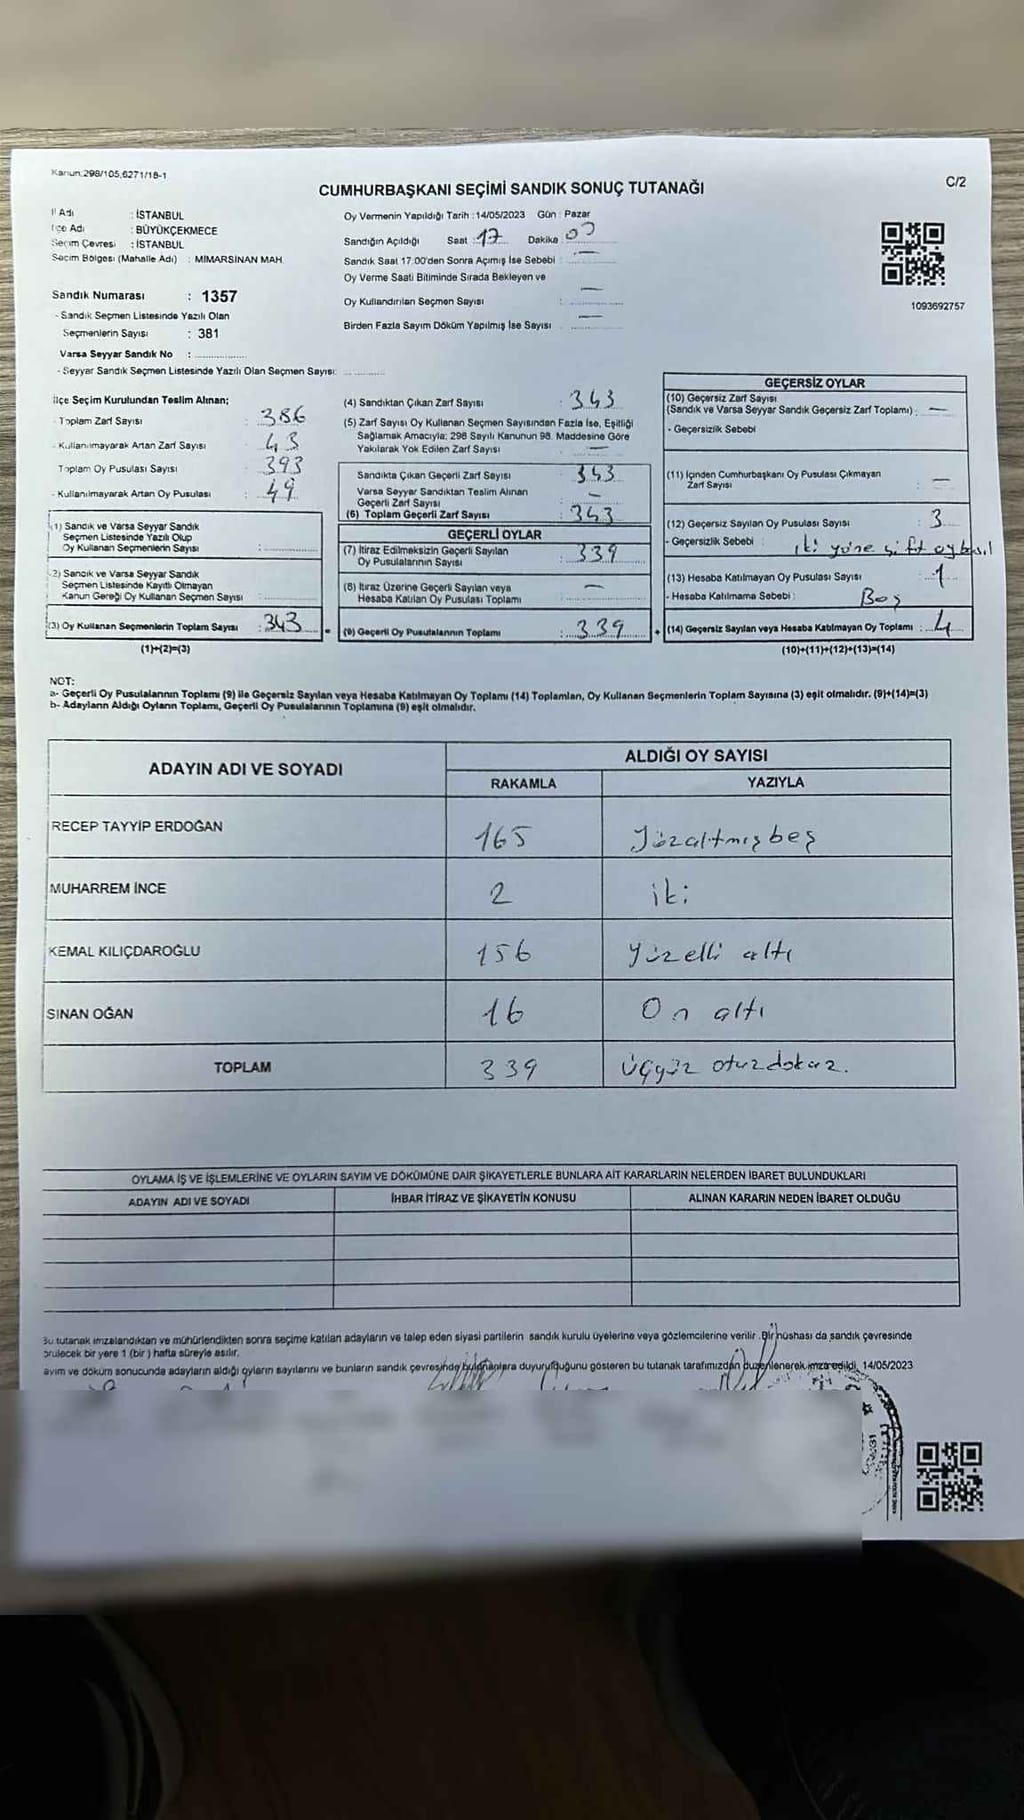 Kanun:298/105,6271/18-1
C/2
CUMHURBAŞKANI SEÇİMİ SANDIK SONUÇ TUTANAĞI
İl Adı : İSTANBUL
İlçe Adı : BÜYÜKÇEKMECE
Seçim Çevresi : İSTANBUL
Seçim Bölgesi (Mahalle Adı) : MİMARSİNAN MAH.
Sandık Numarası : 1357
- Sandık Seçmen Listesinde Yazılı Olan
Seçmenlerin Sayısı : 381
Varsa Seyyar Sandık No : ...............
- Seyyar Sandık Seçmen Listesinde Yazılı Olan Seçmen Sayısı: ............
Oy Vermenin Yapıldığı Tarih : 14/05/2023 Gün : Pazar
Sandığın Açıldığı Saat : 17 Dakika :
Sandık Saat 17:00'den Sonra Açımış İse Sebebi : —
Oy Verme Saati Bitiminde Sırada Bekleyen ve
Oy Kullandırılan Seçmen Sayısı : —
Birden Fazla Sayım Döküm Yapılmış İse Sayısı : —
1093692757
İlçe Seçim Kurulundan Teslim Alınan;
- Toplam Zarf Sayısı : 386
- Kullanılmayarak Artan Zarf Sayısı : 43
Toplam Oy Pusulası Sayısı : 393
- Kullanılmayarak Artan Oy Pusulası : 49
(1) Sandık ve Varsa Seyyar Sandık
Seçmen Listesinde Yazılı Olup
Oy Kullanan Seçmenlerin Sayısı : ............
(2) Sandık ve Varsa Seyyar Sandık
Seçmen Listesinde Kayıtlı Olmayan
Kanun Gereği Oy Kullanan Seçmen Sayısı : ............
(3) Oy Kullanan Seçmenlerin Toplam Sayısı : 343
(1)+(2)=(3)
(4) Sandıktan Çıkan Zarf Sayısı : 343
(5) Zarf Sayısı Oy Kullanan Seçmen Sayısından Fazla İse, Eşitliği
Sağlamak Amacıyla; 298 Sayılı Kanunun 98. Maddesine Göre
Yakılarak Yok Edilen Zarf Sayısı : —
Sandıkta Çıkan Geçerli Zarf Sayısı : 343
Varsa Seyyar Sandıktan Teslim Alınan
Geçerli Zarf Sayısı : —
(6) Toplam Geçerli Zarf Sayısı : 343
GEÇERLİ OYLAR
(7) İtiraz Edilmeksizin Geçerli Sayılan
Oy Pusulalarının Sayısı : 339
(8) İtiraz Üzerine Geçerli Sayılan veya
Hesaba Katılan Oy Pusulası Toplamı : —
(9) Geçerli Oy Pusulalarının Toplamı : 339
GEÇERSİZ OYLAR
(10) Geçersiz Zarf Sayısı
(Sandık ve Varsa Seyyar Sandık Geçersiz Zarf Toplamı) : —
- Geçersizlik Sebebi :
(11) İçinden Cumhurbaşkanı Oy Pusulası Çıkmayan
Zarf Sayısı : —
(12) Geçersiz Sayılan Oy Pusulası Sayısı : 3
- Geçersizlik Sebebi : iki yöne çift oy
(13) Hesaba Katılmayan Oy Pusulası Sayısı : 1
- Hesaba Katılmama Sebebi : Boş
(14) Geçersiz Sayılan veya Hesaba Katılmayan Oy Toplamı : 4
(10)+(11)+(12)+(13)=(14)
NOT:
a- Geçerli Oy Pusulalarının Toplamı (9) ile Geçersiz Sayılan veya Hesaba Katılmayan Oy Toplamı (14) Toplamları, Oy Kullanan Seçmenlerin Toplam Sayısına (3) eşit olmalıdır. (9)+(14)=(3)
b- Adayların Aldığı Oyların Toplamı, Geçerli Oy Pusulalarının Toplamına (9) eşit olmalıdır.
ADAYIN ADI VE SOYADI
ALDIĞI OY SAYISI
RAKAMLA YAZIYLA
RECEP TAYYİP ERDOĞAN 165 Yüzaltmışbeş
MUHARREM İNCE 2 iki
KEMAL KILIÇDAROĞLU 156 Yüzelli altı
SİNAN OĞAN 16 On altı
TOPLAM 339 üçyüz otuzdokuz.
OYLAMA İŞ VE İŞLEMLERİNE VE OYLARIN SAYIM VE DÖKÜMÜNE DAİR ŞİKAYETLERLE BUNLARA AİT KARARLARIN NELERDEN İBARET BULUNDUKLARI
ADAYIN ADI VE SOYADI İHBAR İTİRAZ VE ŞİKAYETİN KONUSU ALINAN KARARIN NEDEN İBARET OLDUĞU
Bu tutanak imzalandıktan ve mühürlendikten sonra seçime katılan adayların ve talep eden siyasi partilerin sandık kurulu üyelerine veya gözlemcilerine verilir. Bir nüshası da sandık çevresinde
örülecek bir yere 1 (bir) hafta süreyle asılır.
ayım ve döküm sonucunda adayların aldığı oyların sayılarını ve bunların sandık çevresinde bulunanlara duyurulduğunu gösteren bu tutanak tarafımızdan düzenlenerek imza edildi. 14/05/2023